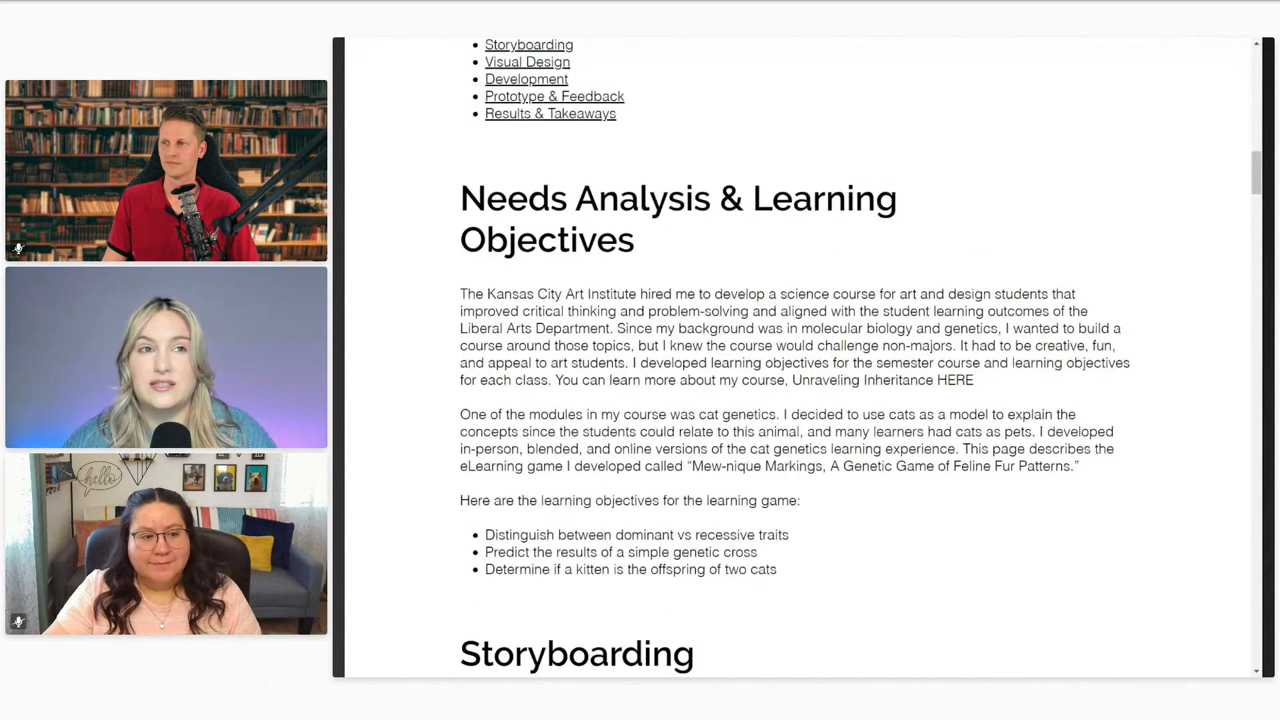 Storyboarding
Visual Design
Development
Prototype & Feedback
Results & Takeaways
Needs Analysis & Learning
Objectives
The Kansas City Art Institute hired me to develop a science course for art and design students that
improved critical thinking and problem-solving and aligned with the student learning outcomes of the
Liberal Arts Department. Since my background was in molecular biology and genetics, I wanted to build a
course around those topics, but I knew the course would challenge non-majors. It had to be creative, fun,
and appeal to art students. I developed learning objectives for the semester course and learning objectives
for each class. You can learn more about my course, Unraveling Inheritance HERE
One of the modules in my course was cat genetics. I decided to use cats as a model to explain the
concepts since the students could relate to this animal, and many learners had cats as pets. I developed
in-person, blended, and online versions of the cat genetics learning experience. This page describes the
eLearning game I developed called “Mew-nique Markings, A Genetic Game of Feline Fur Patterns.”
Here are the learning objectives for the learning game:
Distinguish between dominant vs recessive traits
Predict the results of a simple genetic cross
Determine if a kitten is the offspring of two cats
Storyboarding
hello